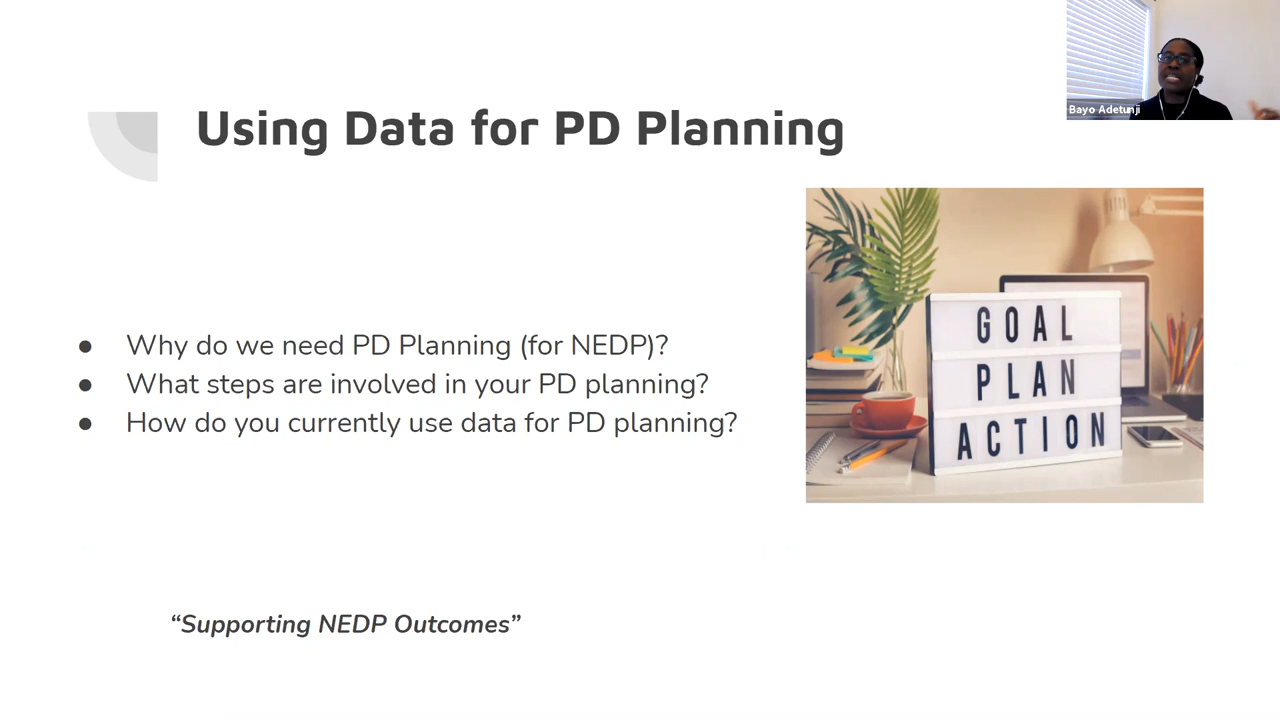 Using Data for PD Planning
Bayo Adetunji
GOAL
PLAN
ACTION
● Why do we need PD Planning (for NEDP)?
● What steps are involved in your PD planning?
● How do you currently use data for PD planning?
“Supporting NEDP Outcomes”